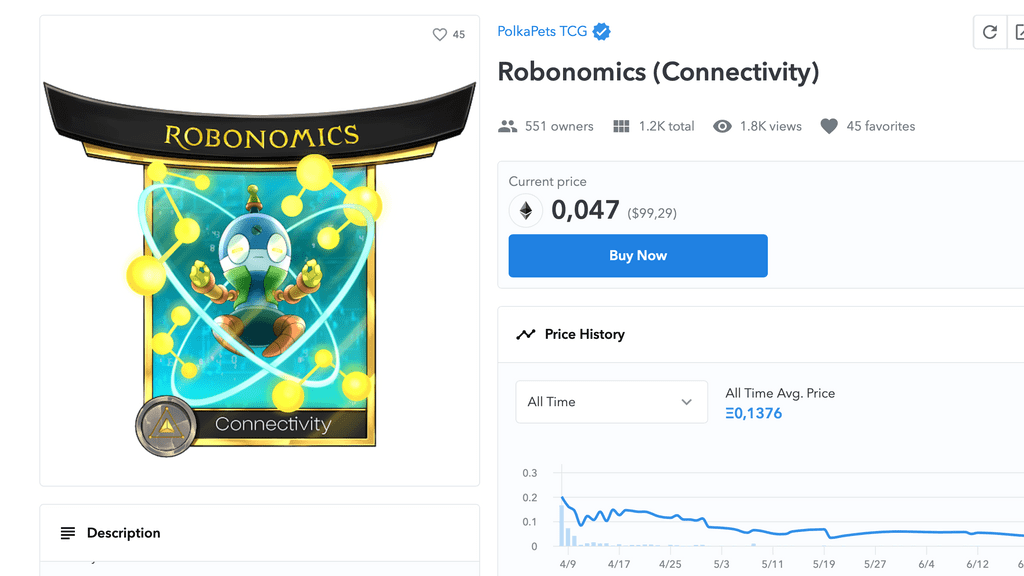 45
ROBONOMICS
Connectivity
Description
PolkaPets TCG
Robonomics (Connectivity)
551 owners 1.2K total 1.8K views 45 favorites
Current price
0,047 ($99,29)
Buy Now
Price History
All Time
All Time Avg. Price
Ξ0,1376
0.3
0.2
0.1
0
4/9 4/17 4/25 5/3 5/11 5/19 5/27 6/4 6/12